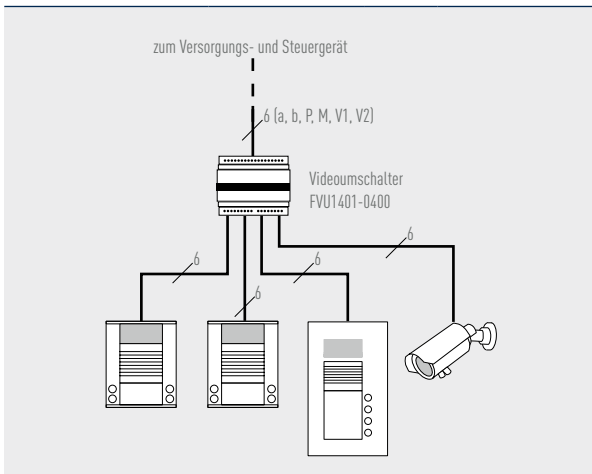 zum Versorgungs- und Steuergerät
6 (a, b, P, M, V1, V2)
Videoumschalter
FVU1401-0400
6
6
6
6